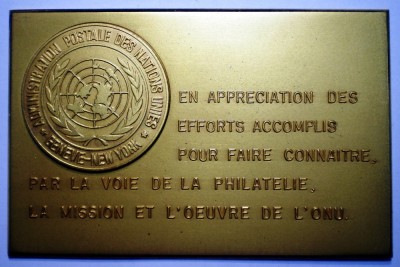 ADMINISTRATION POSTALE DES NATIONS UNIES
GENEVE-NEW YORK
EN APPRECIATION DES
EFFORTS ACCOMPLIS
POUR FAIRE CONNAITRE,
PAR LA VOIE DE LA PHILATELIE,
LA MISSION ET L'OEUVRE DE L'ONU.